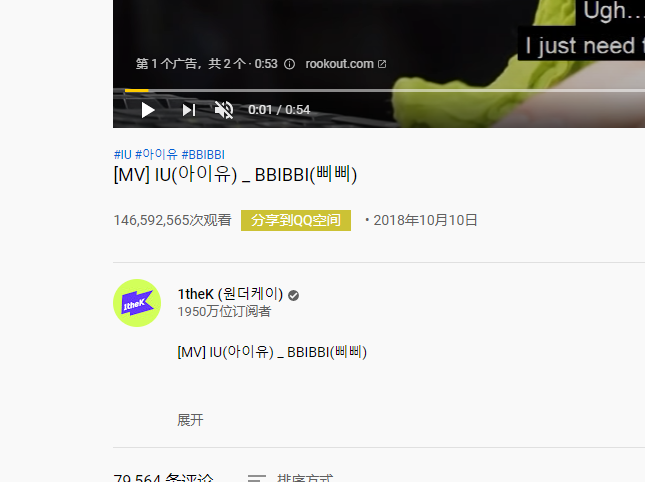 Ugh...
I just need
第 1 个广告，共 2 个 · 0:53 rookout.com
0:01 / 0:54
#IU #아이유 #BBIBBI
[MV] IU(아이유) _ BBIBBI(삐삐)
146,592,565次观看 分享到QQ空间 • 2018年10月10日
1theK
1theK (원더케이)
1950万位订阅者
[MV] IU(아이유) _ BBIBBI(삐삐)
展开
79,564 条评论 排序方式